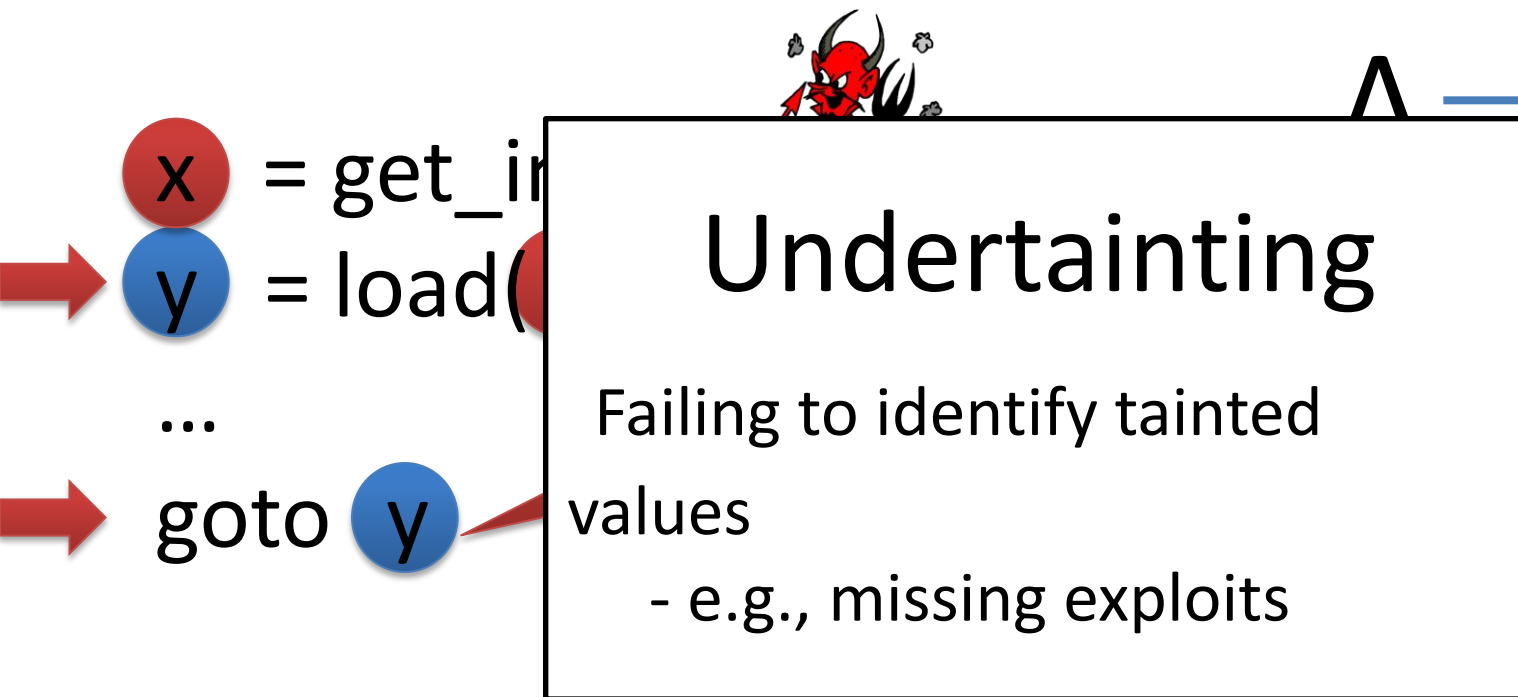 x = get_i
y = load(
Undertainting
...
Failing to identify tainted
goto y
values
- e.g., missing exploits